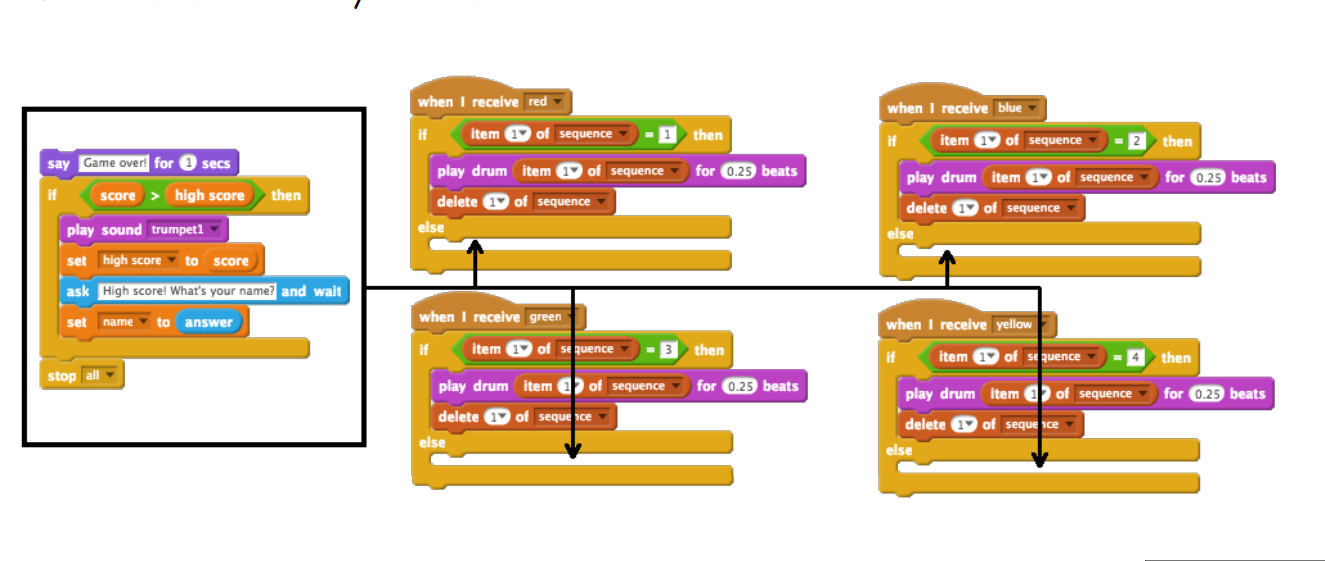 say Game over! for 1 secs
if score > high score then
play sound trumpet1
set high score to score
ask High score! What's your name? and wait
set name to answer
stop all
when I receive red
if item 1 of sequence = 1 then
play drum item 1 of sequence for 0.25 beats
delete 1 of sequence
else
when I receive green
if item 1 of sequence = 3 then
play drum item 1 of sequence for 0.25 beats
delete 1 of sequence
else
when I receive blue
if item 1 of sequence = 2 then
play drum item 1 of sequence for 0.25 beats
delete 1 of sequence
else
when I receive yellow
if item 1 of sequence = 4 then
play drum item 1 of sequence for 0.25 beats
delete 1 of sequence
else